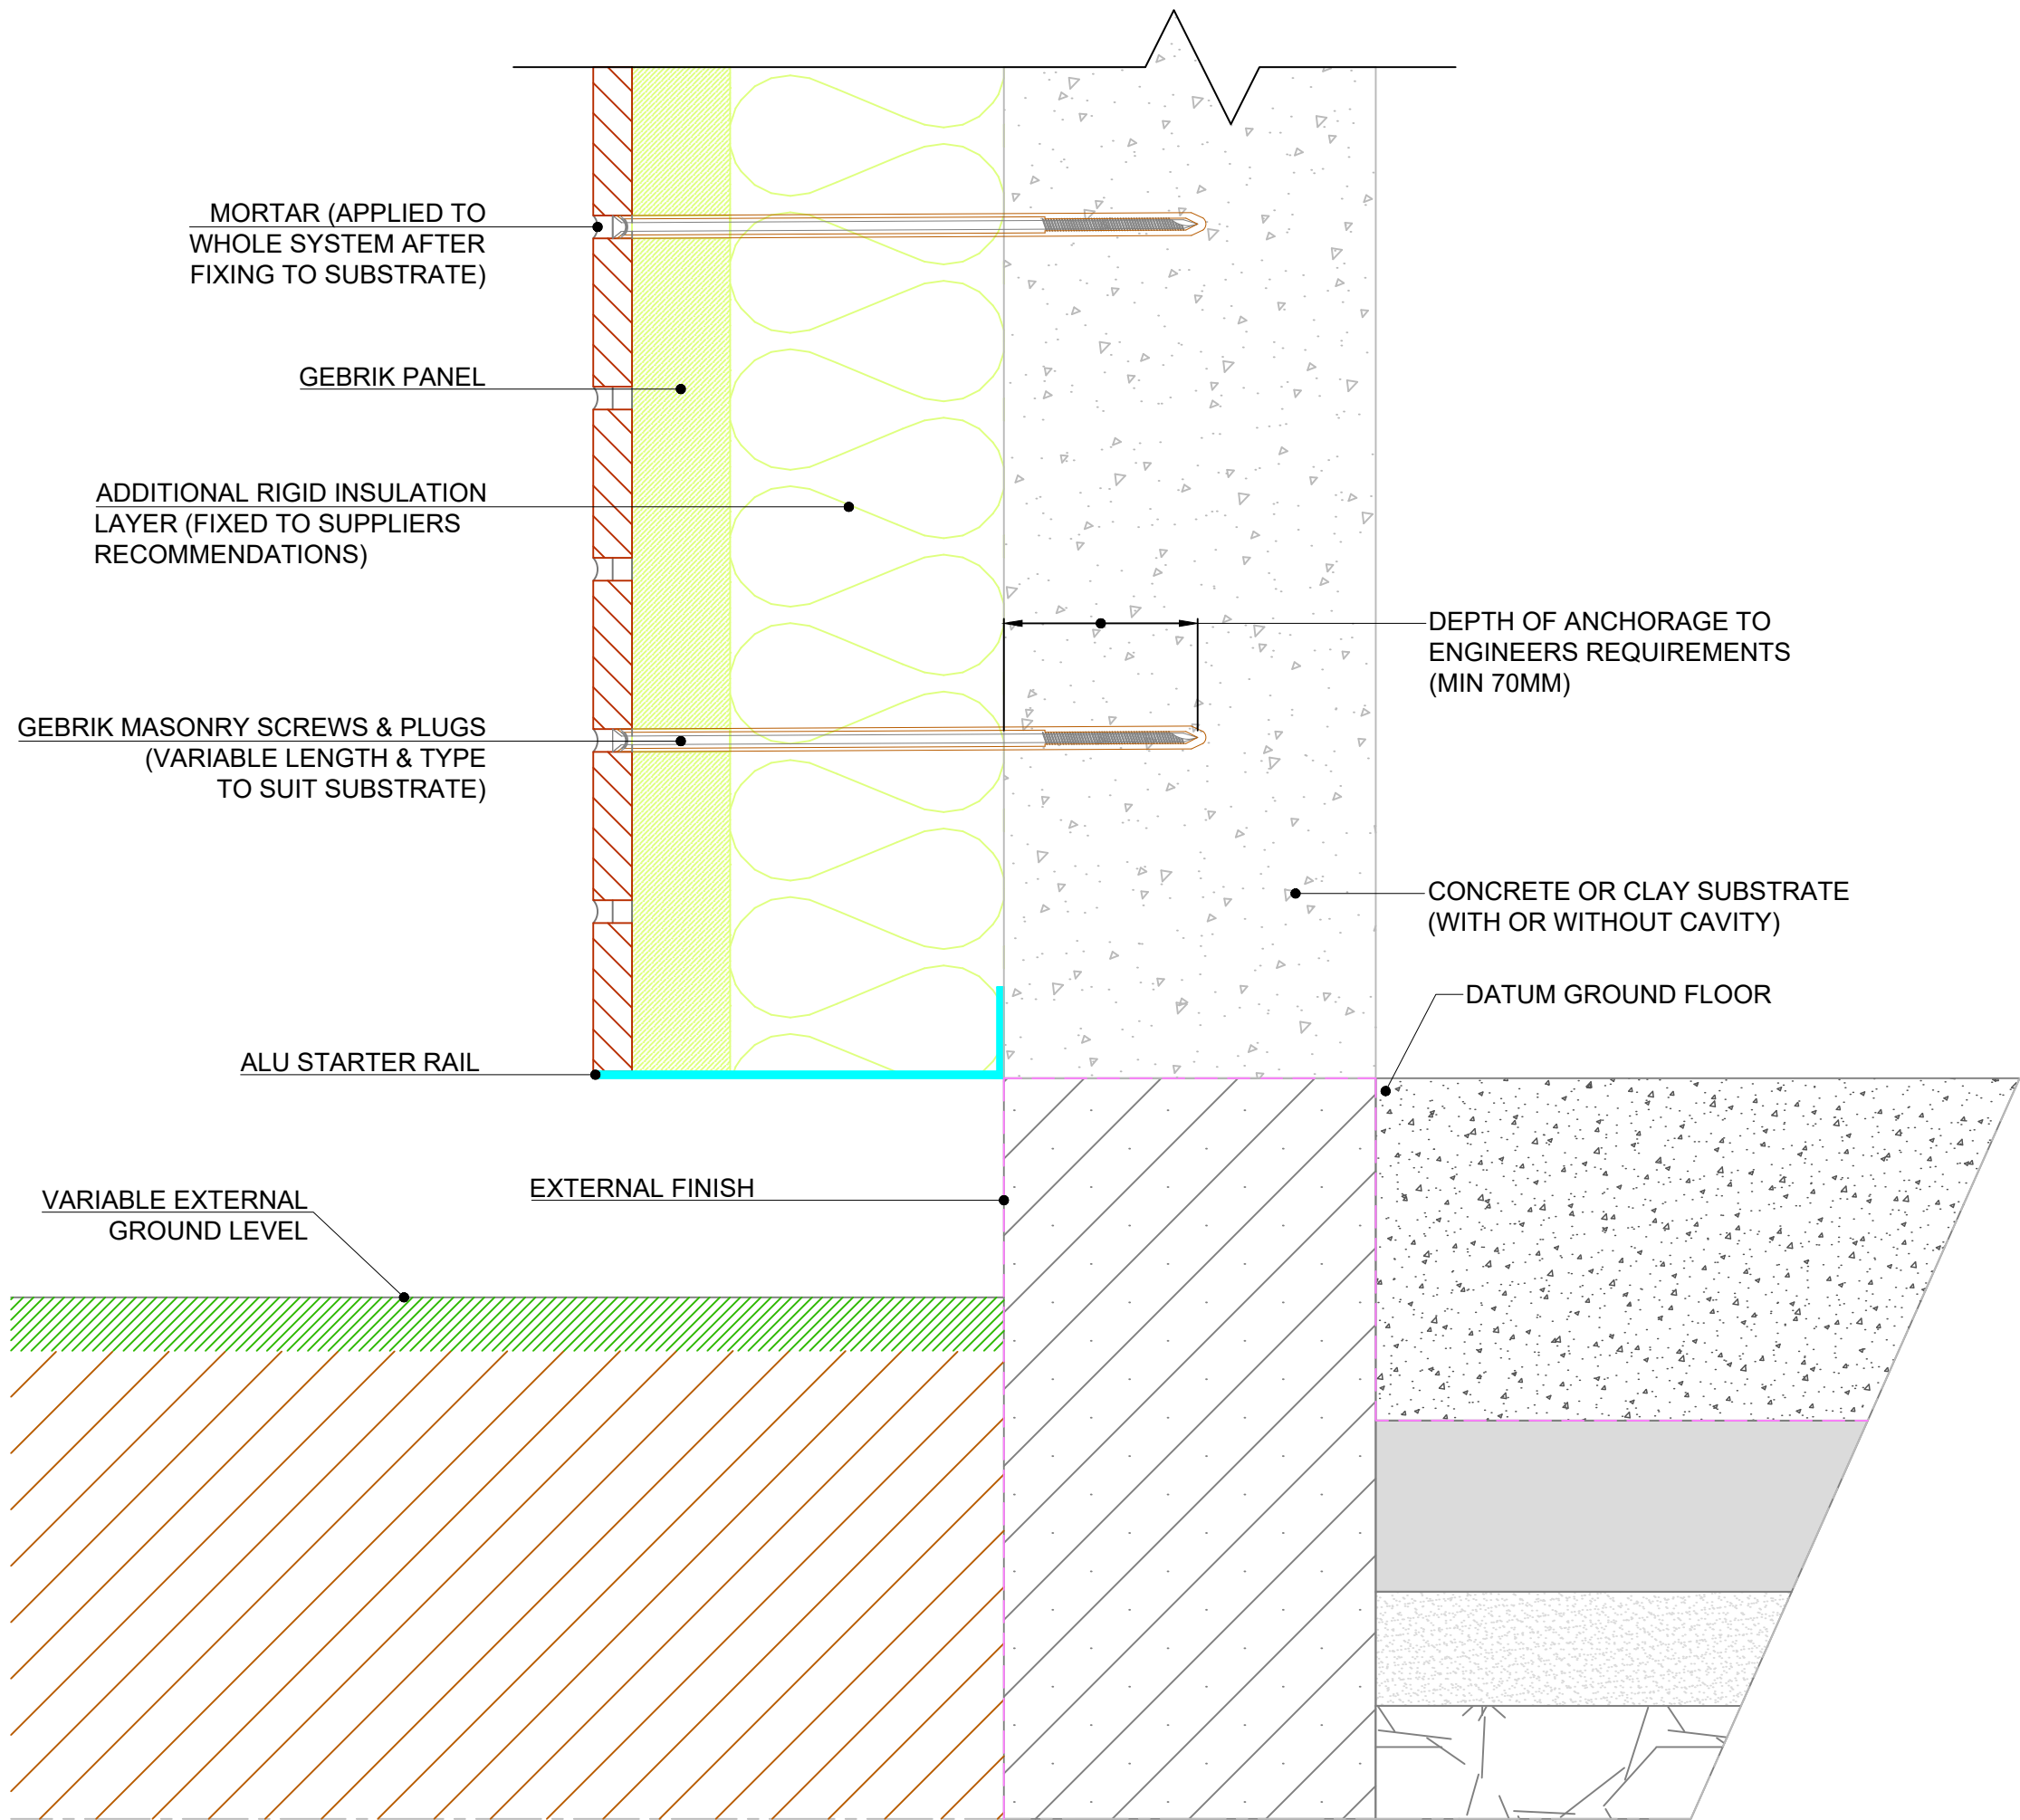 MORTAR (APPLIED TO
WHOLE SYSTEM AFTER
FIXING TO SUBSTRATE)
GEBRIK PANEL
ADDITIONAL RIGID INSULATION
LAYER (FIXED TO SUPPLIERS
RECOMMENDATIONS)
DEPTH OF ANCHORAGE TO
ENGINEERS REQUIREMENTS
(MIN 70MM)
GEBRIK MASONRY SCREWS & PLUGS
(VARIABLE LENGTH & TYPE
TO SUIT SUBSTRATE)
CONCRETE OR CLAY SUBSTRATE
(WITH OR WITHOUT CAVITY)
DATUM GROUND FLOOR
ALU STARTER RAIL
EXTERNAL FINISH
VARIABLE EXTERNAL
GROUND LEVEL